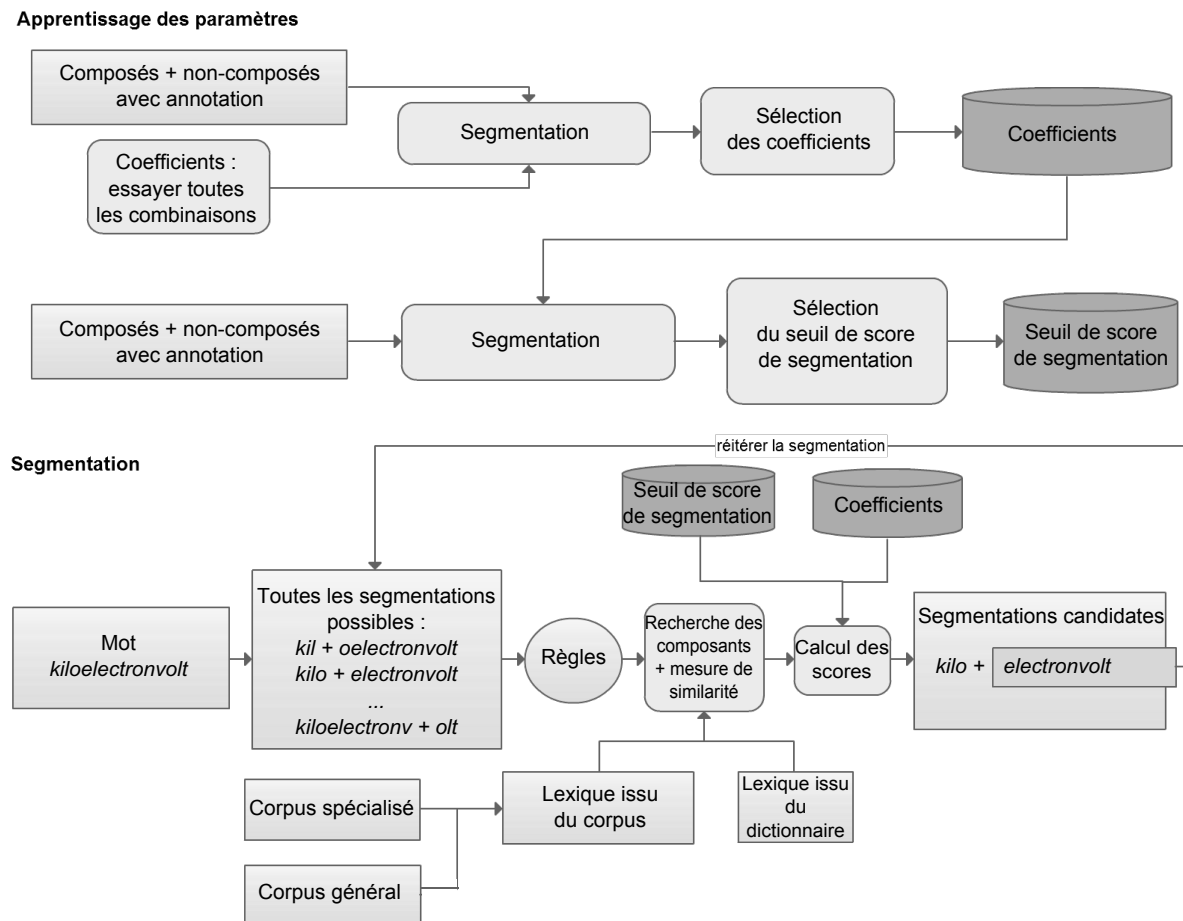 Apprentissage des paramètres
Composés + non-composés
avec annotation
Segmentation
Sélection
des coefficients
Coefficients
Coefficients :
essayer toutes
les combinaisons
Composés + non-composés
avec annotation
Segmentation
Sélection
du seuil de score
de segmentation
Seuil de score
de segmentation
Segmentation
réitérer la segmentation
Seuil de score
de segmentation
Coefficients
Mot
kiloelectronvolt
Toutes les segmentations
possibles :
kil + oelectronvolt
kilo + electronvolt
...
kiloelectronv + olt
Règles
Recherche des
composants
+ mesure de
similarité
Calcul des
scores
Segmentations candidates
kilo + electronvolt
Corpus spécialisé
Lexique issu
du corpus
Lexique issu
du
dictionnaire
Corpus général